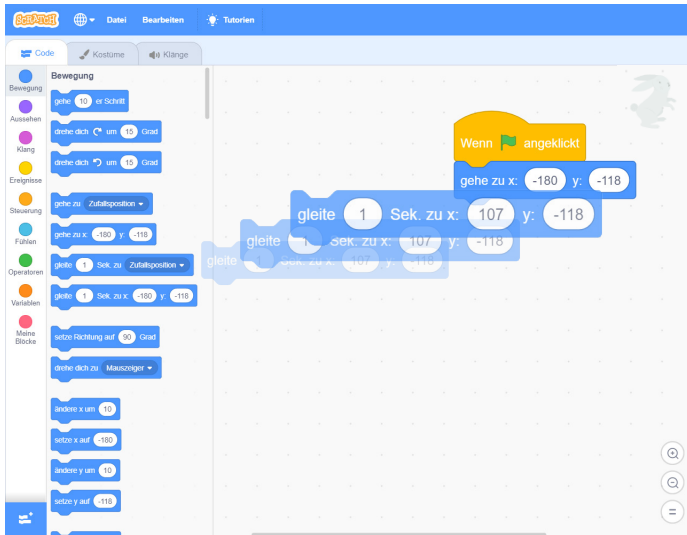 SCRATCH Datei Bearbeiten Tutorien
Code Kostüme Klänge
Bewegung
Aussehen
Klang
Ereignisse
Steuerung
Fühlen
Operatoren
Variablen
Meine
Blöcke
Bewegung
gehe 10 er Schritt
drehe dich um 15 Grad
drehe dich um 15 Grad
gehe zu Zufallsposition
gehe zu x: -180 y: -118
gleite 1 Sek. zu Zufallsposition
gleite 1 Sek. zu x: -180 y: -118
setze Richtung auf 90 Grad
drehe dich zu Mauszeiger
ändere x um 10
setze x auf -180
ändere y um 10
setze y auf -118
Wenn angeklickt
gehe zu x: -180 y: -118
gleite 1 Sek. zu x: 107 y: -118
gleite 1 Sek. zu x: 107 y: -118
gleite 1 Sek. zu x: 107 y: -118